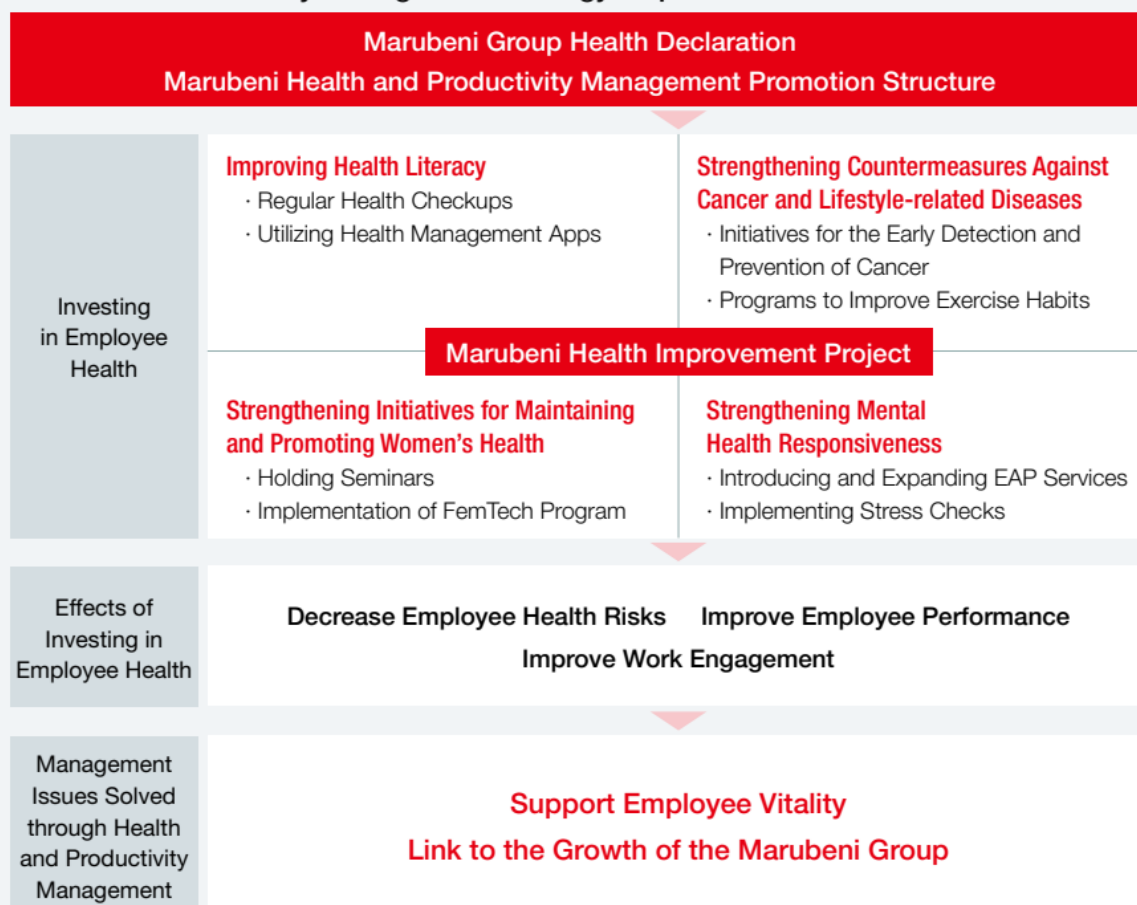 Marubeni Group Health Declaration
Marubeni Health and Productivity Management Promotion Structure
Investing
in Employee
Health
Improving Health Literacy
· Regular Health Checkups
· Utilizing Health Management Apps
Strengthening Countermeasures Against
Cancer and Lifestyle-related Diseases
· Initiatives for the Early Detection and
Prevention of Cancer
· Programs to Improve Exercise Habits
Marubeni Health Improvement Project
Strengthening Initiatives for Maintaining
and Promoting Women's Health
· Holding Seminars
· Implementation of FemTech Program
Strengthening Mental
Health Responsiveness
· Introducing and Expanding EAP Services
· Implementing Stress Checks
Effects of
Investing in
Employee Health
Decrease Employee Health Risks Improve Employee Performance
Improve Work Engagement
Management
Issues Solved
through Health
and Productivity
Management
Support Employee Vitality
Link to the Growth of the Marubeni Group